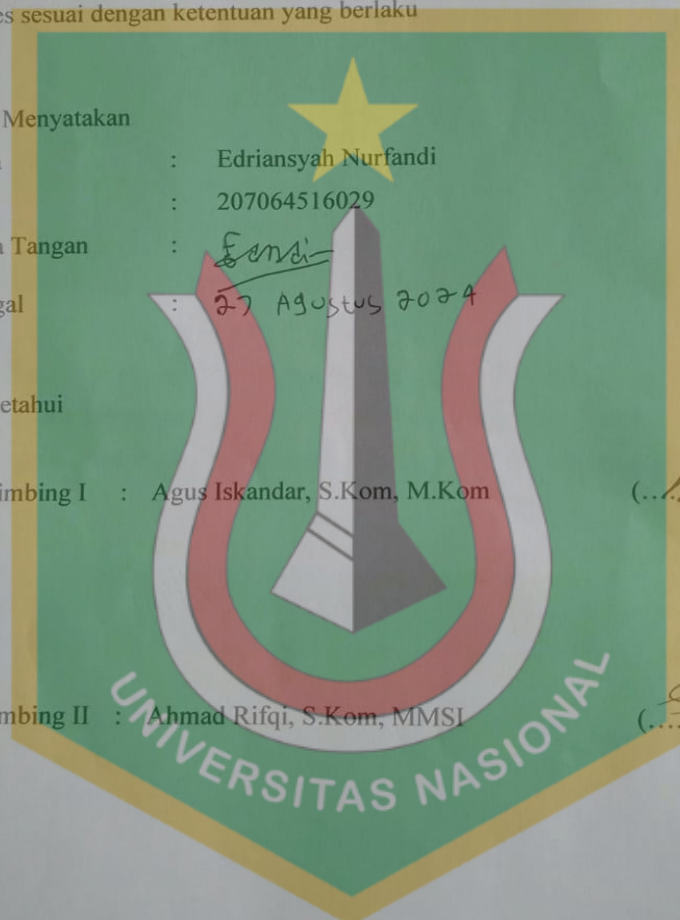 es sesuai dengan ketentuan yang berlaku
Menyatakan
a : Edriansyah Nurfandi
: 207064516029
a Tangan :
gal : 27 Agustus 2024
etahui
imbing I : Agus Iskandar, S.Kom, M.Kom (....
mbing II : Ahmad Rifqi, S.Kom, MMSI (....
UNIVERSITAS NASIONAL